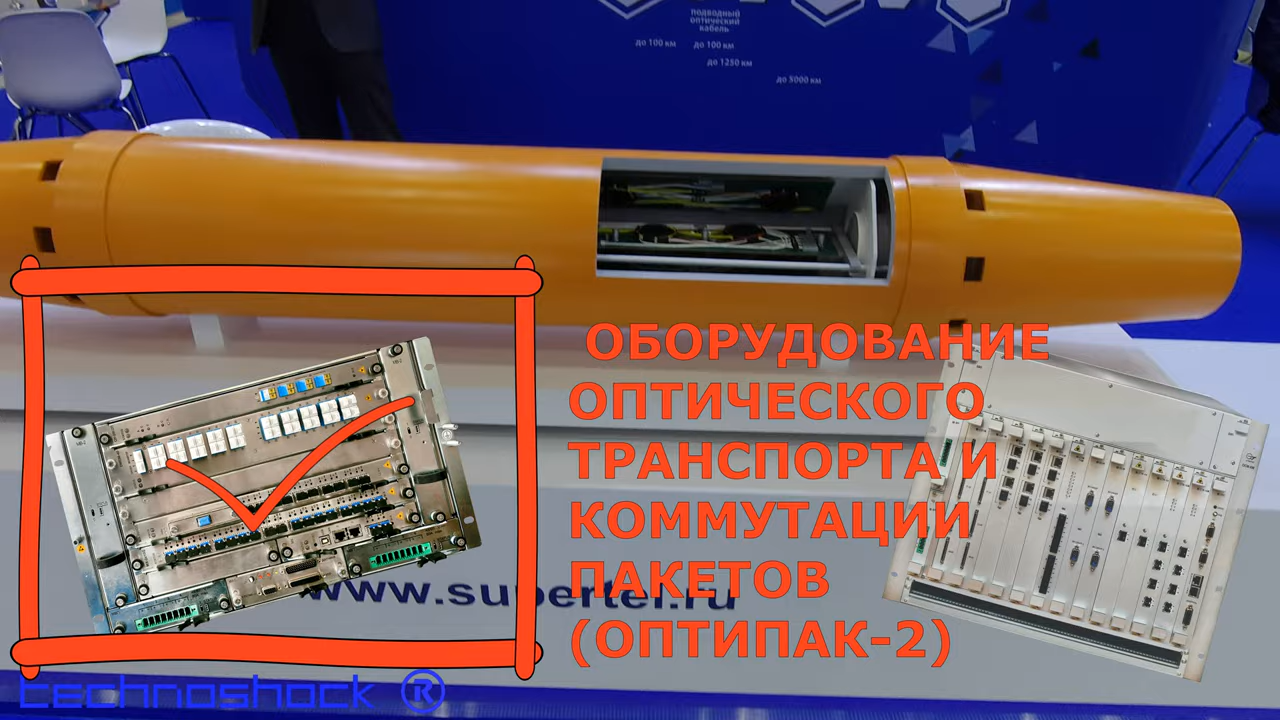 подводный
оптический
кабель
до 100 км до 100 км
до 1250 км
до 5000 км
ОБОРУДОВАНИЕ
ОПТИЧЕСКОГО
ТРАНСПОРТА И
КОММУТАЦИИ
ПАКЕТОВ
(ОПТИПАК-2)
www.supertel.ru
technoshock ®